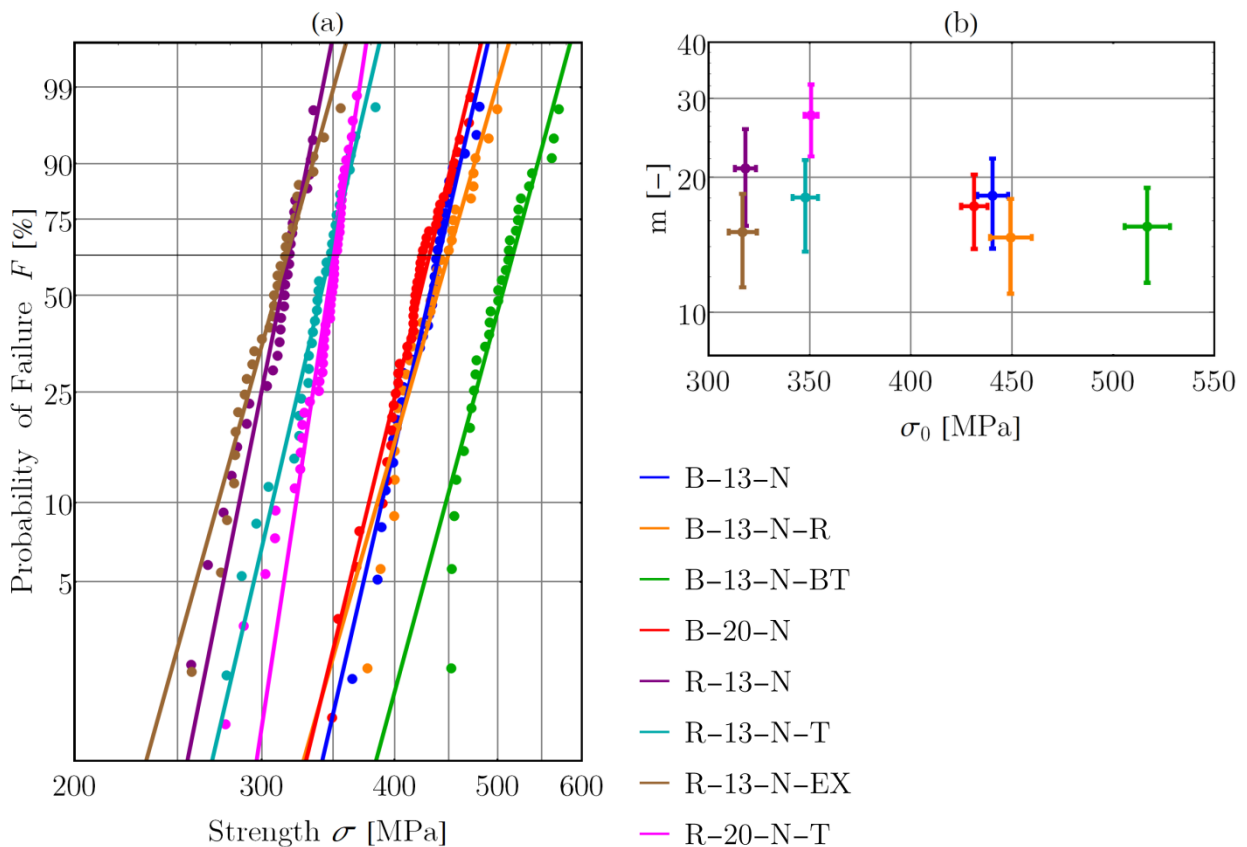 (a)
Probability of Failure F [%]
99
90
75
50
25
10
5
200 300 400 500 600
Strength σ [MPa]
(b)
m [−]
40
30
20
10
300 350 400 450 500 550
σ0 [MPa]
B−13−N
B−13−N−R
B−13−N−BT
B−20−N
R−13−N
R−13−N−T
R−13−N−EX
R−20−N−T